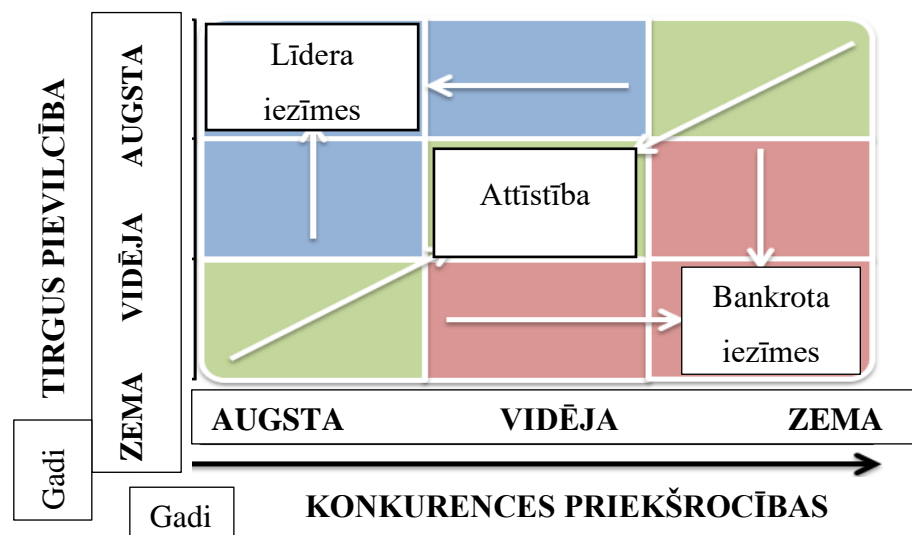 TIRGUS PIEVILCĪBA
AUGSTA
VIDĒJA
ZEMA
Gadi
Līdera
iezīmes
Attīstība
Bankrota
iezīmes
AUGSTA VIDĒJA ZEMA
Gadi
KONKURENCES PRIEKŠROCĪBAS